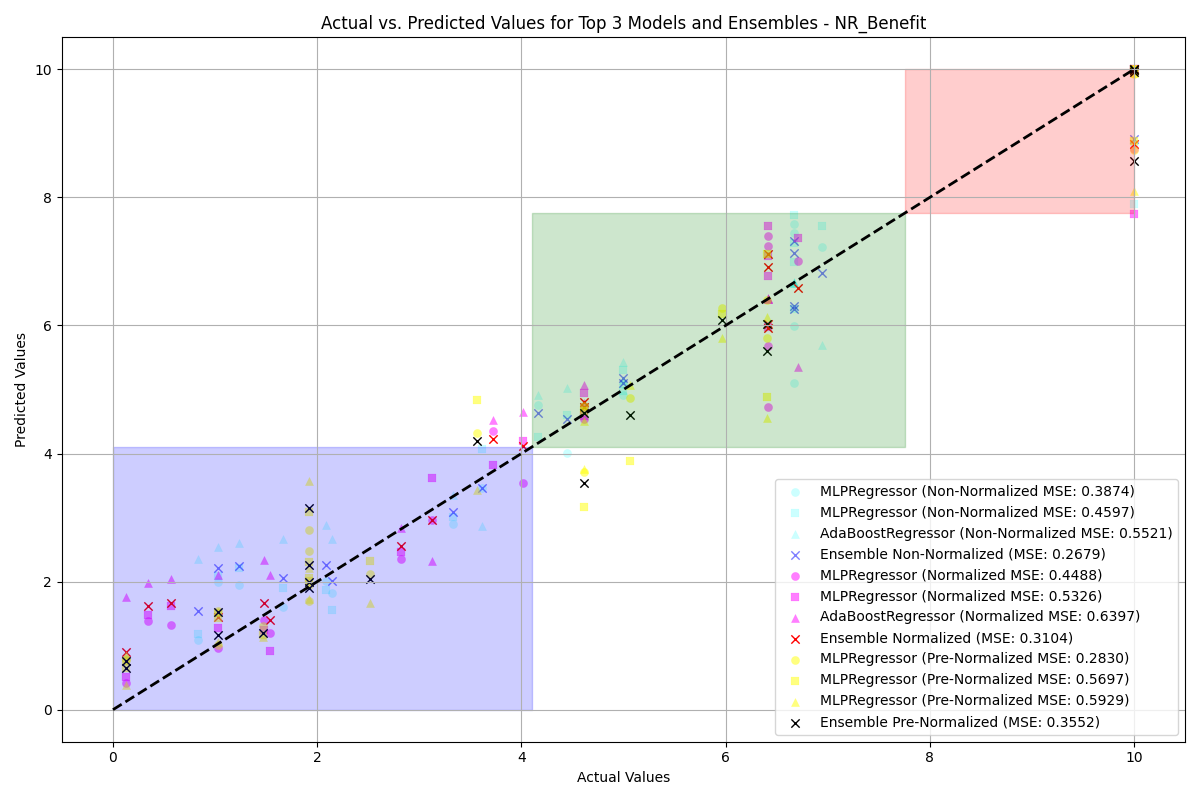 Actual vs. Predicted Values for Top 3 Models and Ensembles - NR_Benefit
Predicted Values
10
8
6
4
2
0
0 2 4 6 8 10
Actual Values
MLPRegressor (Non-Normalized MSE: 0.3874)
MLPRegressor (Non-Normalized MSE: 0.4597)
AdaBoostRegressor (Non-Normalized MSE: 0.5521)
Ensemble Non-Normalized (MSE: 0.2679)
MLPRegressor (Normalized MSE: 0.4488)
MLPRegressor (Normalized MSE: 0.5326)
AdaBoostRegressor (Normalized MSE: 0.6397)
Ensemble Normalized (MSE: 0.3104)
MLPRegressor (Pre-Normalized MSE: 0.2830)
MLPRegressor (Pre-Normalized MSE: 0.5697)
MLPRegressor (Pre-Normalized MSE: 0.5929)
Ensemble Pre-Normalized (MSE: 0.3552)